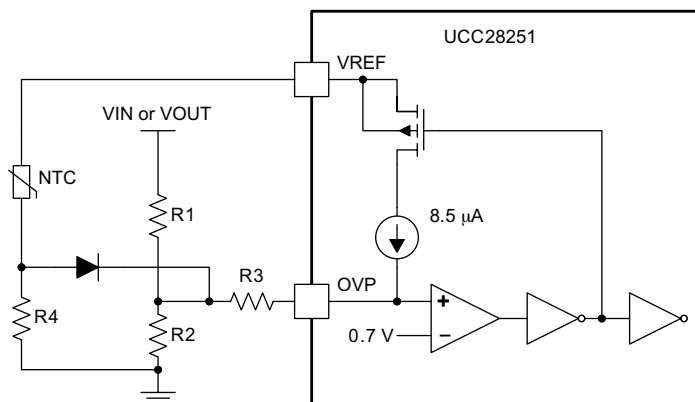 UCC28251
VREF
VIN or VOUT
NTC
R1
8.5 µA
R3
OVP
R4
R2
0.7 V
+
−